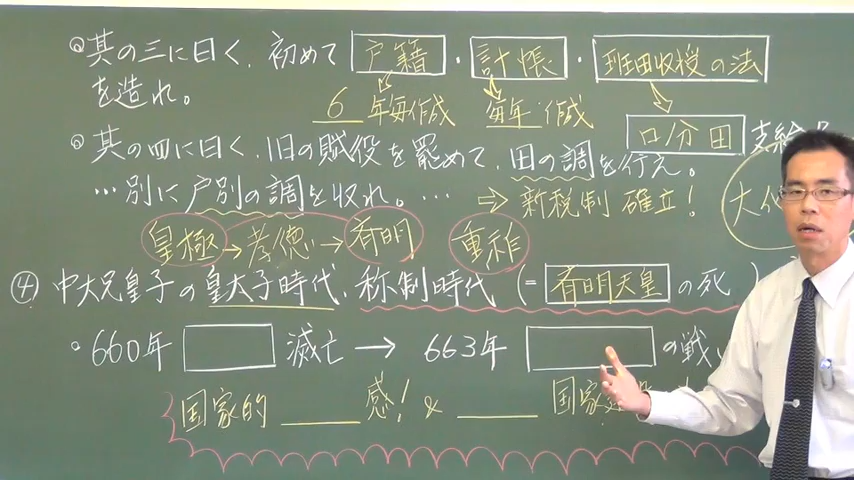 其の三に曰く、初めて 戸籍・計帳・班田収授の法
を造れ。
6 年毎作成 毎年 作成
口分田 支給
其の四に曰く、旧の賦役を罷めて、田の調を行え。
…別に戸別の調を収れ。… ⇒ 新税制 確立！
皇極→孝徳→斉明 重祚
④ 中大兄皇子の皇太子時代、称制時代 (=斉明天皇の死
660年 滅亡 → 663年 の戦い
国家的 感！ & 国家